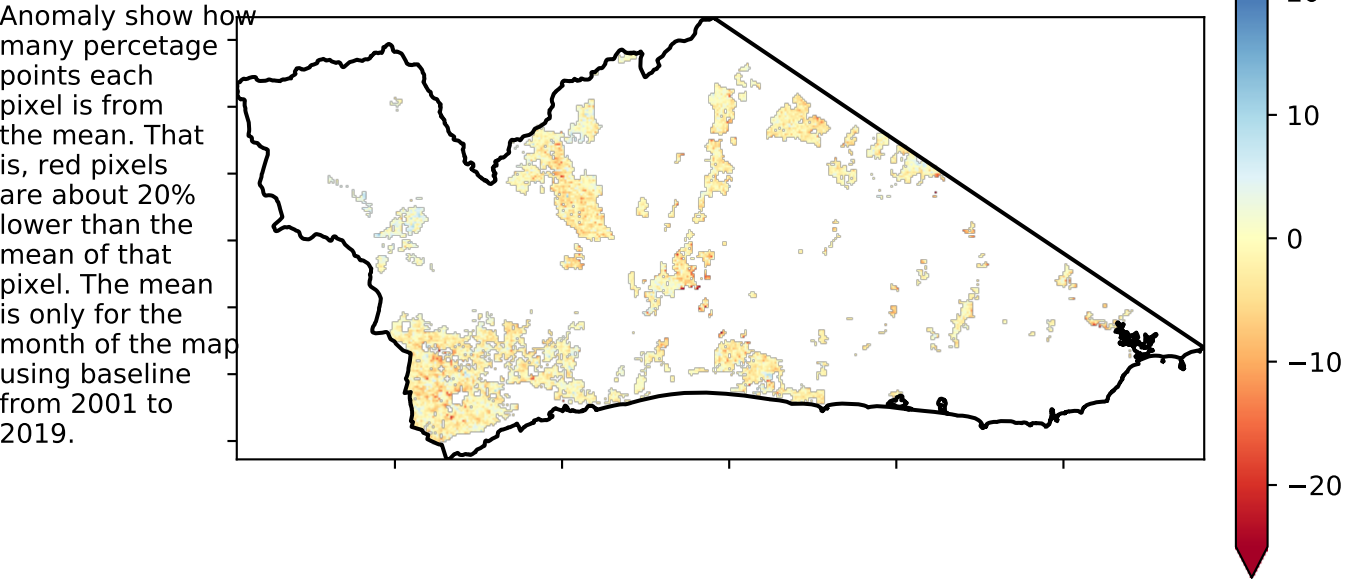 Anomaly show how
many percetage
points each
pixel is from
the mean. That
is, red pixels
are about 20%
lower than the
mean of that
pixel. The mean
is only for the
month of the map
using baseline
from 2001 to
2019.
10
0
−10
−20